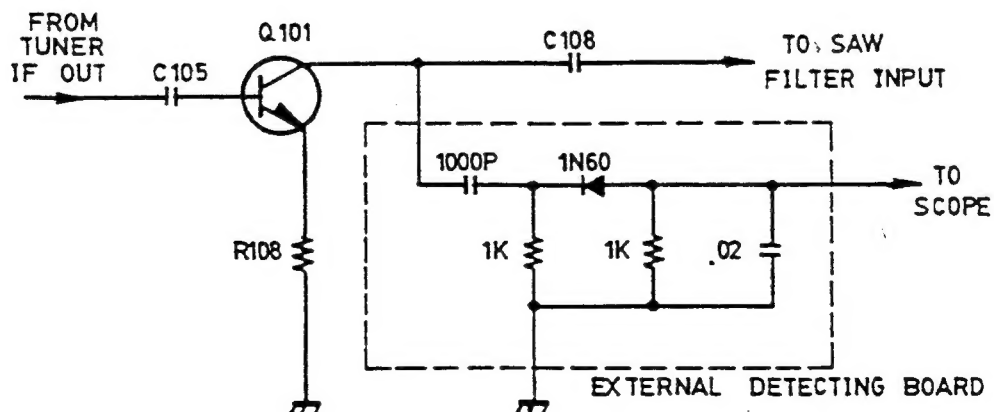 FROM
TUNER
IF OUT
C105
Q101
C108
TO SAW
FILTER INPUT
1000P
1N60
TO
SCOPE
R108
1K
1K
.02
EXTERNAL DETECTING BOARD